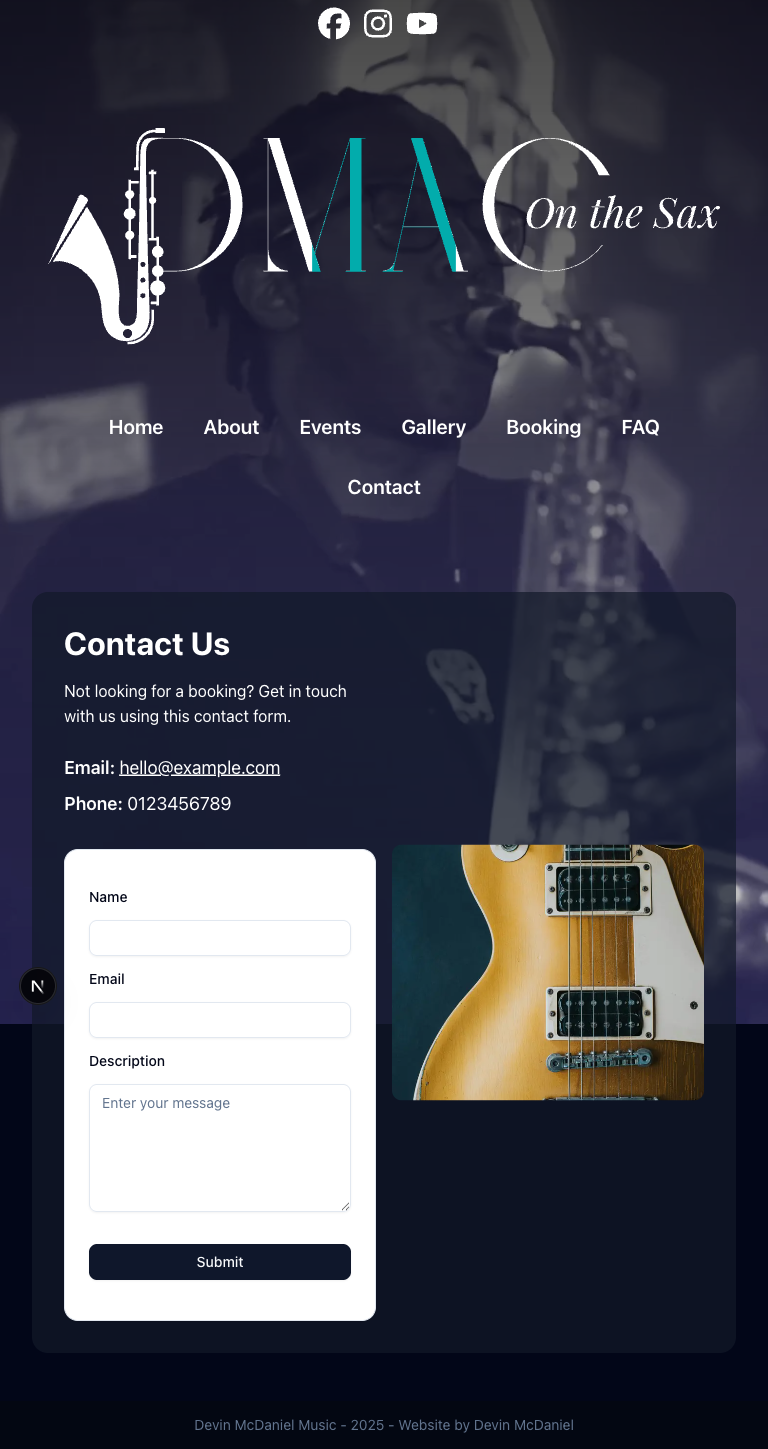 DMAC On the Sax
Home About Events Gallery Booking FAQ
Contact
Contact Us
Not looking for a booking? Get in touch
with us using this contact form.
Email: hello@example.com
Phone: 0123456789
Name
Email
N
Description
Enter your message
Submit
Devin McDaniel Music - 2025 - Website by Devin McDaniel